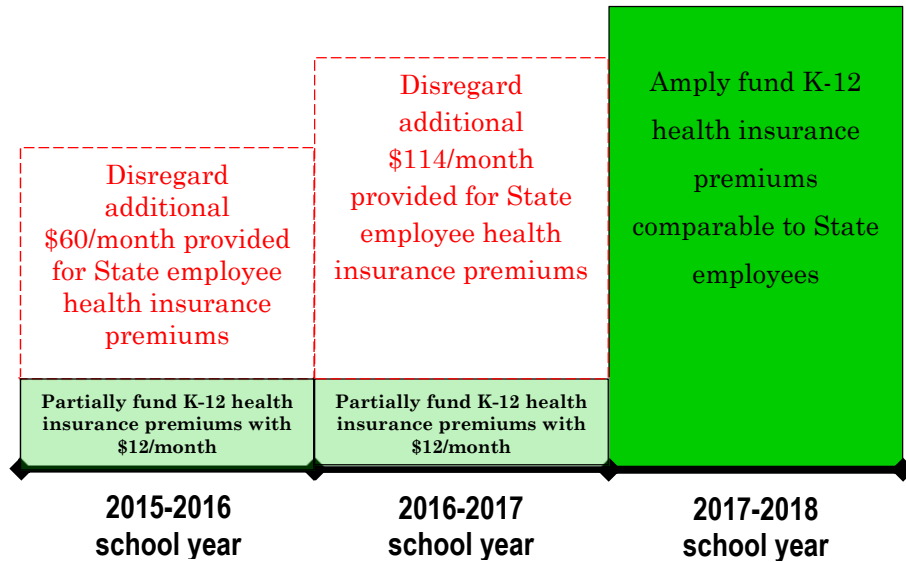 Disregard
additional
$60/month provided
for State employee
health insurance
premiums
Partially fund K-12 health
insurance premiums with
$12/month
2015-2016
school year
Disregard
additional
$114/month
provided for State
employee health
insurance premiums
Partially fund K-12 health
insurance premiums with
$12/month
2016-2017
school year
Amply fund K-12
health insurance
premiums
comparable to State
employees
2017-2018
school year